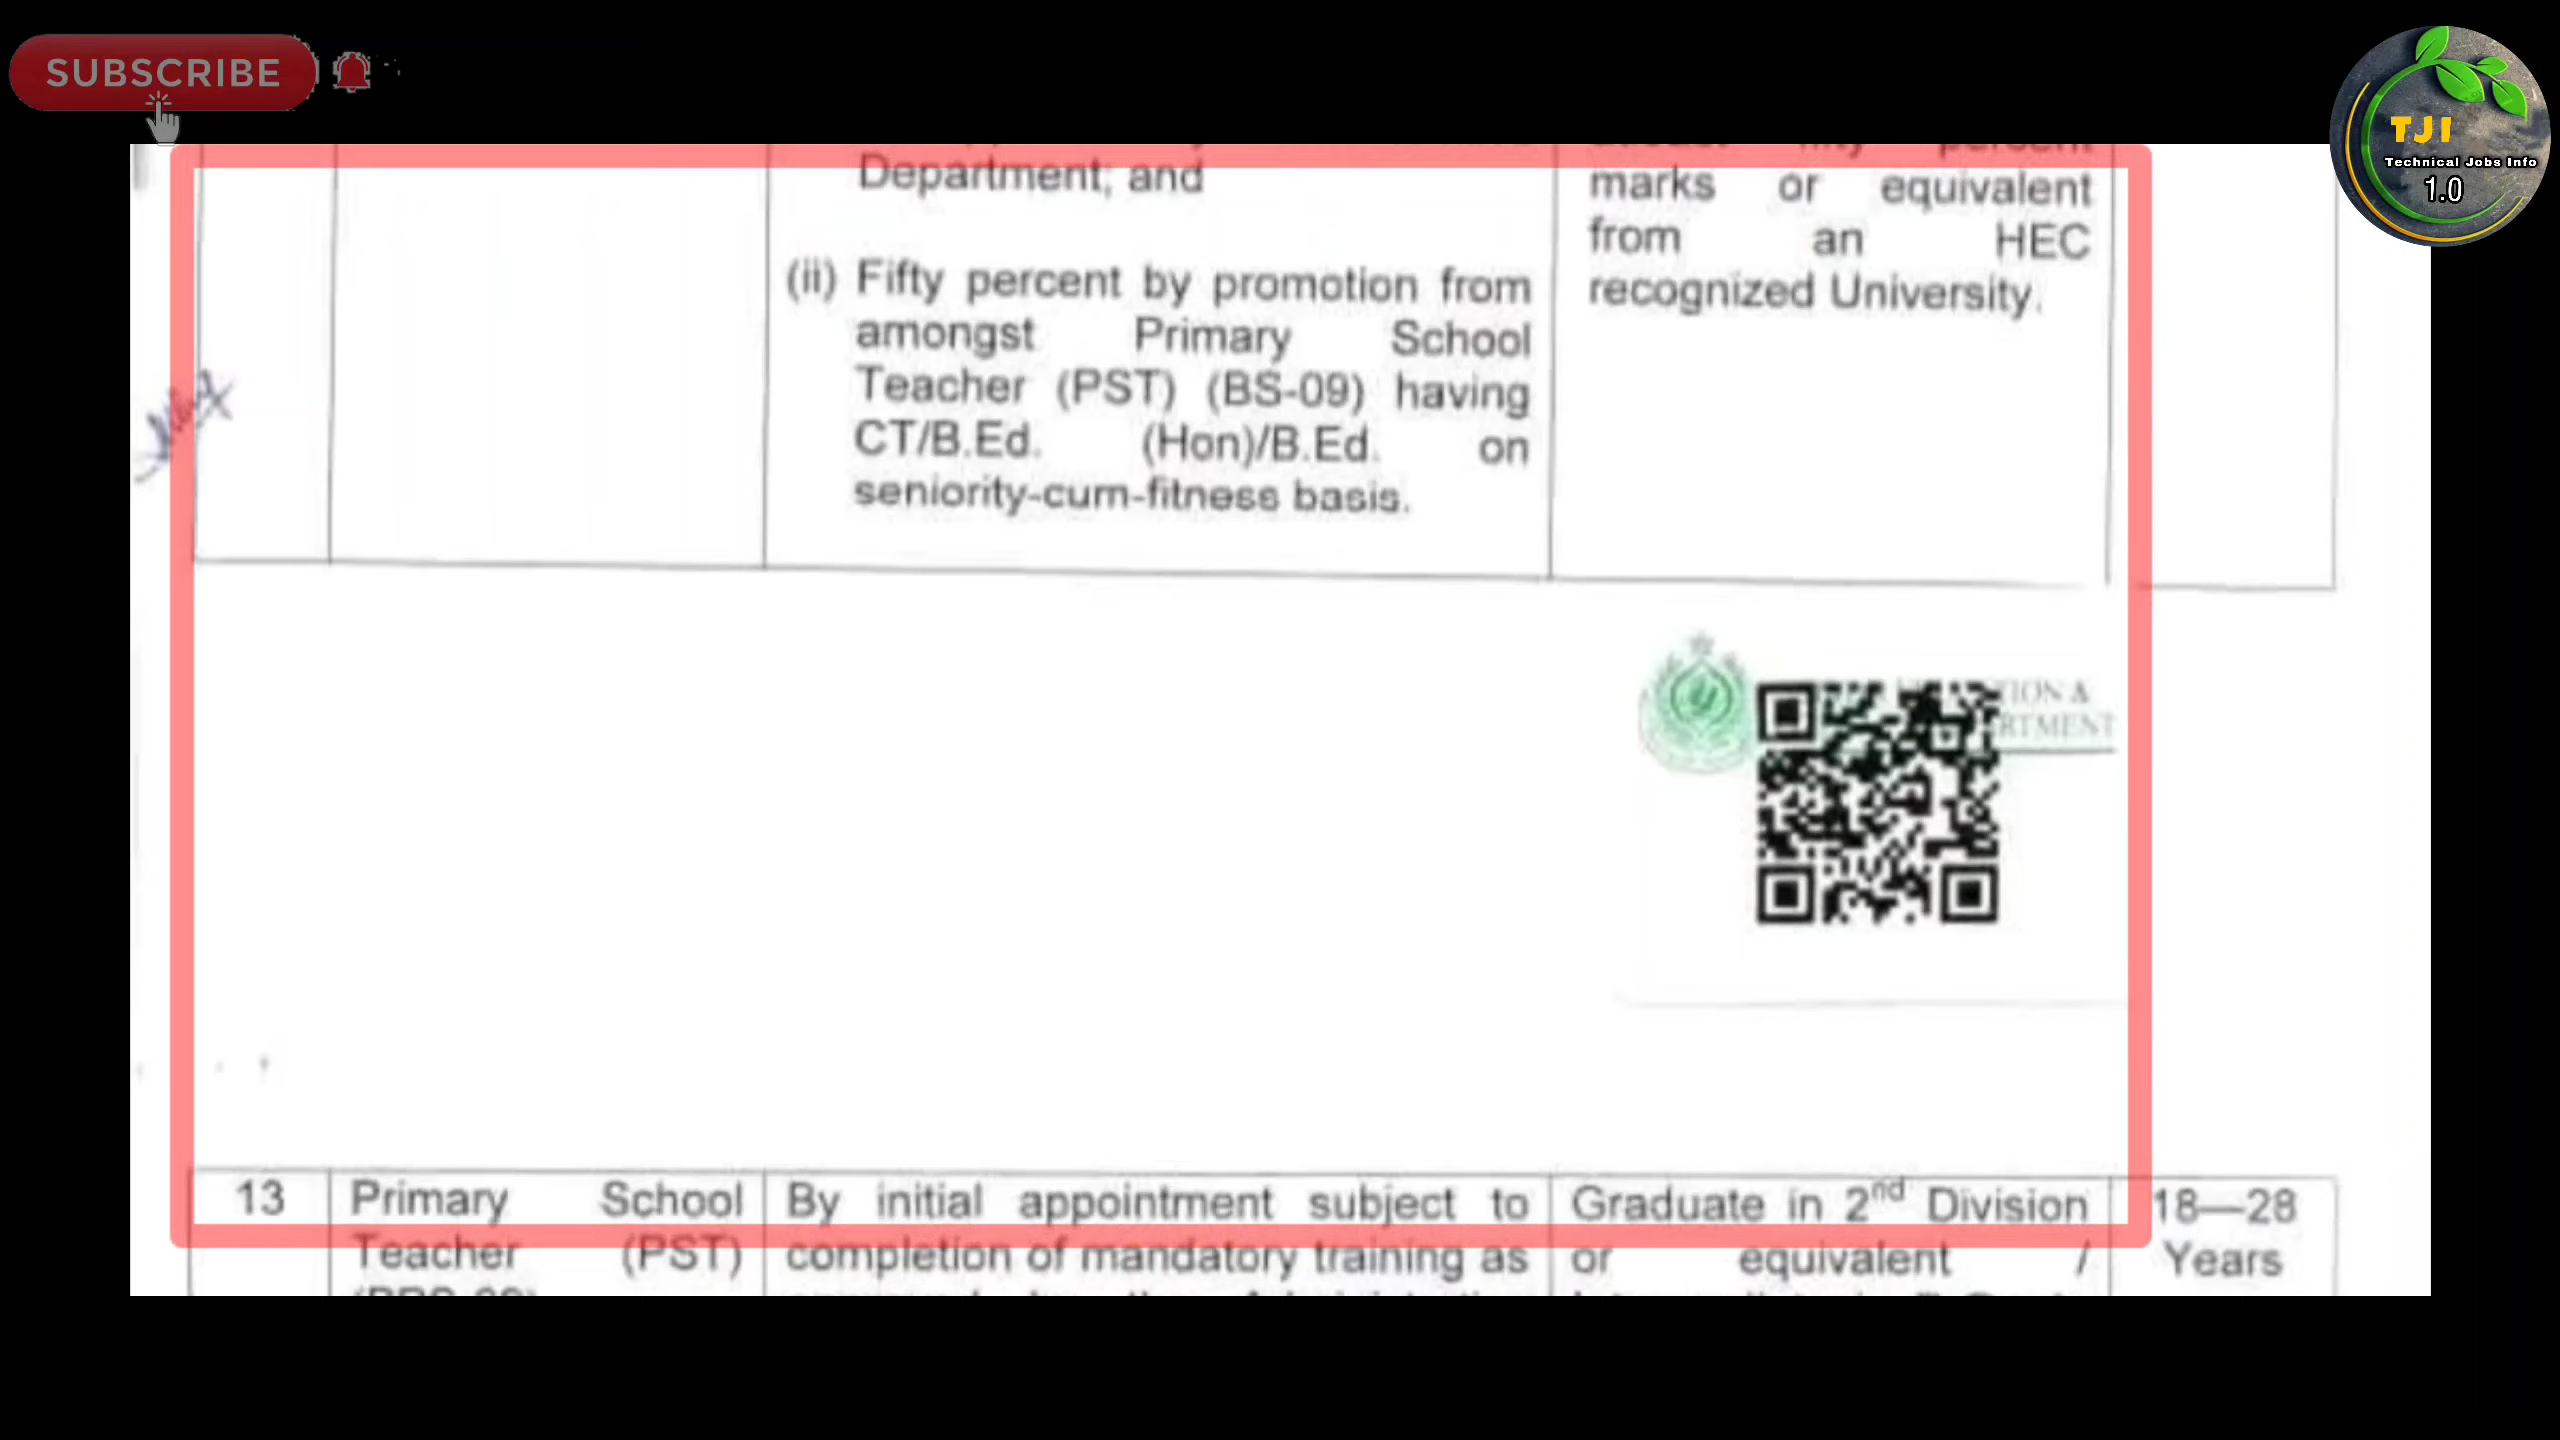 SUBSCRIBE
TJI
Technical Jobs Info
1.0
Department; and
(ii) Fifty percent by promotion from
amongst Primary School
Teacher (PST) (BS-09) having
CT/B.Ed. (Hon)/B.Ed. on
seniority-cum-fitness basis.
percent
marks or equivalent
from an HEC
recognized University.
TION &
RTMENT
13 Primary School By initial appointment subject to Graduate in 2nd Division 18—28
Teacher (PST) completion of mandatory training as or equivalent / Years